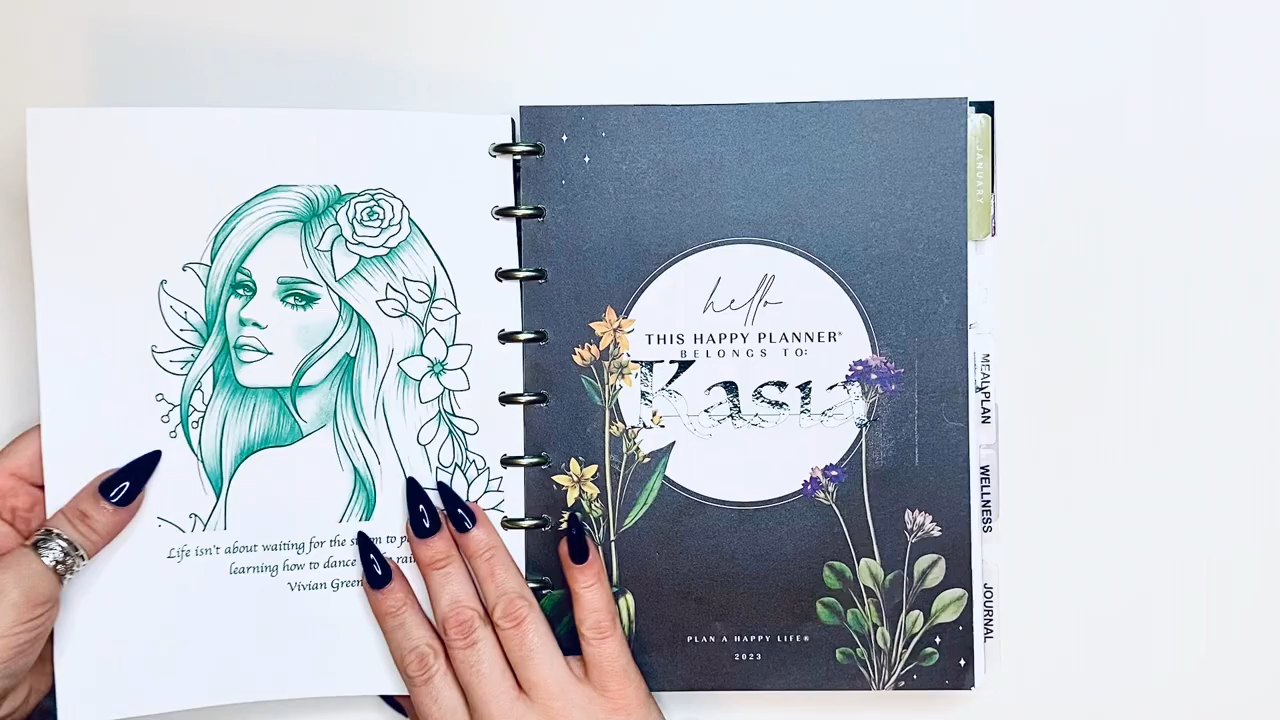 Life isn't about waiting for the
learning how to dance
Vivian Green
hello
THIS HAPPY PLANNER®
BELONGS TO:
Kasia
PLAN A HAPPY LIFE®
2023
JANUARY
MEAL PLAN
WELLNESS
JOURNAL